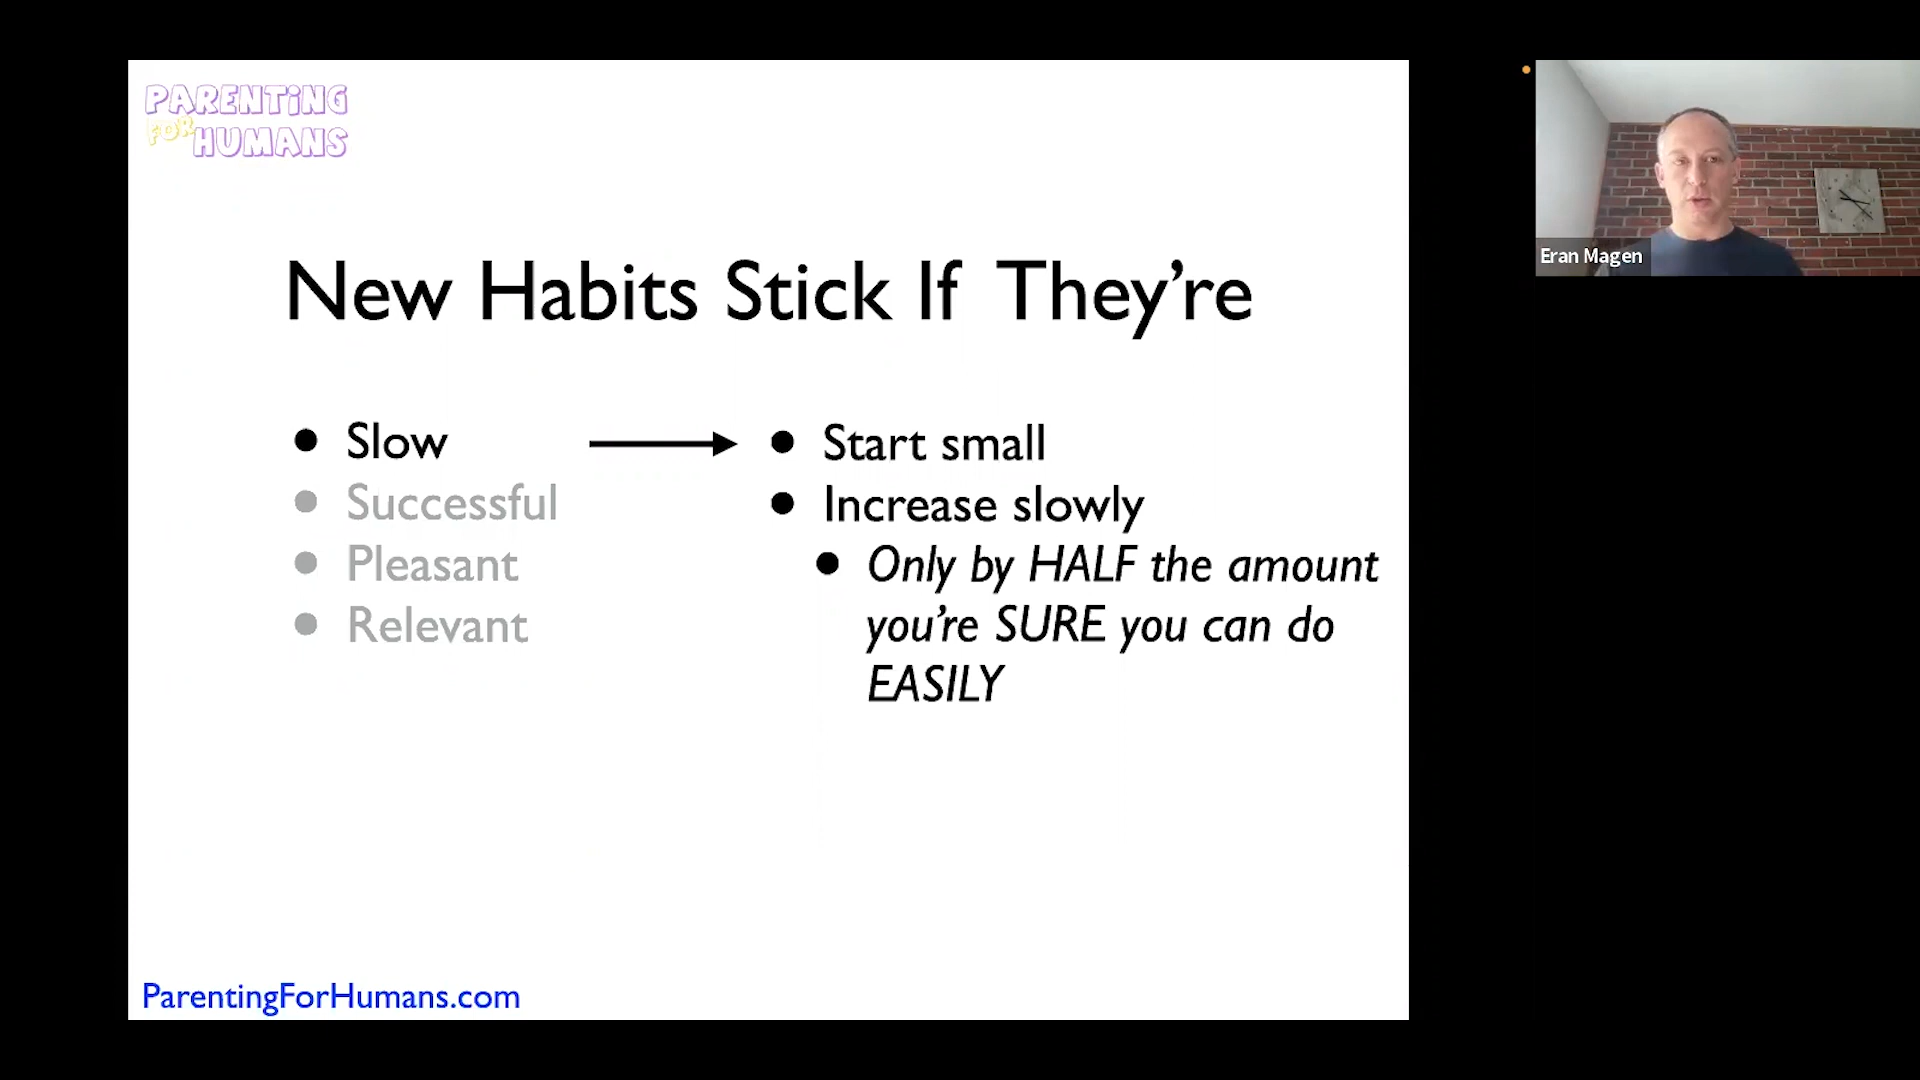 PARENTING
FOR HUMANS
New Habits Stick If They’re
• Slow
• Successful
• Pleasant
• Relevant
• Start small
• Increase slowly
• Only by HALF the amount
you’re SURE you can do
EASILY
ParentingForHumans.com
Eran Magen